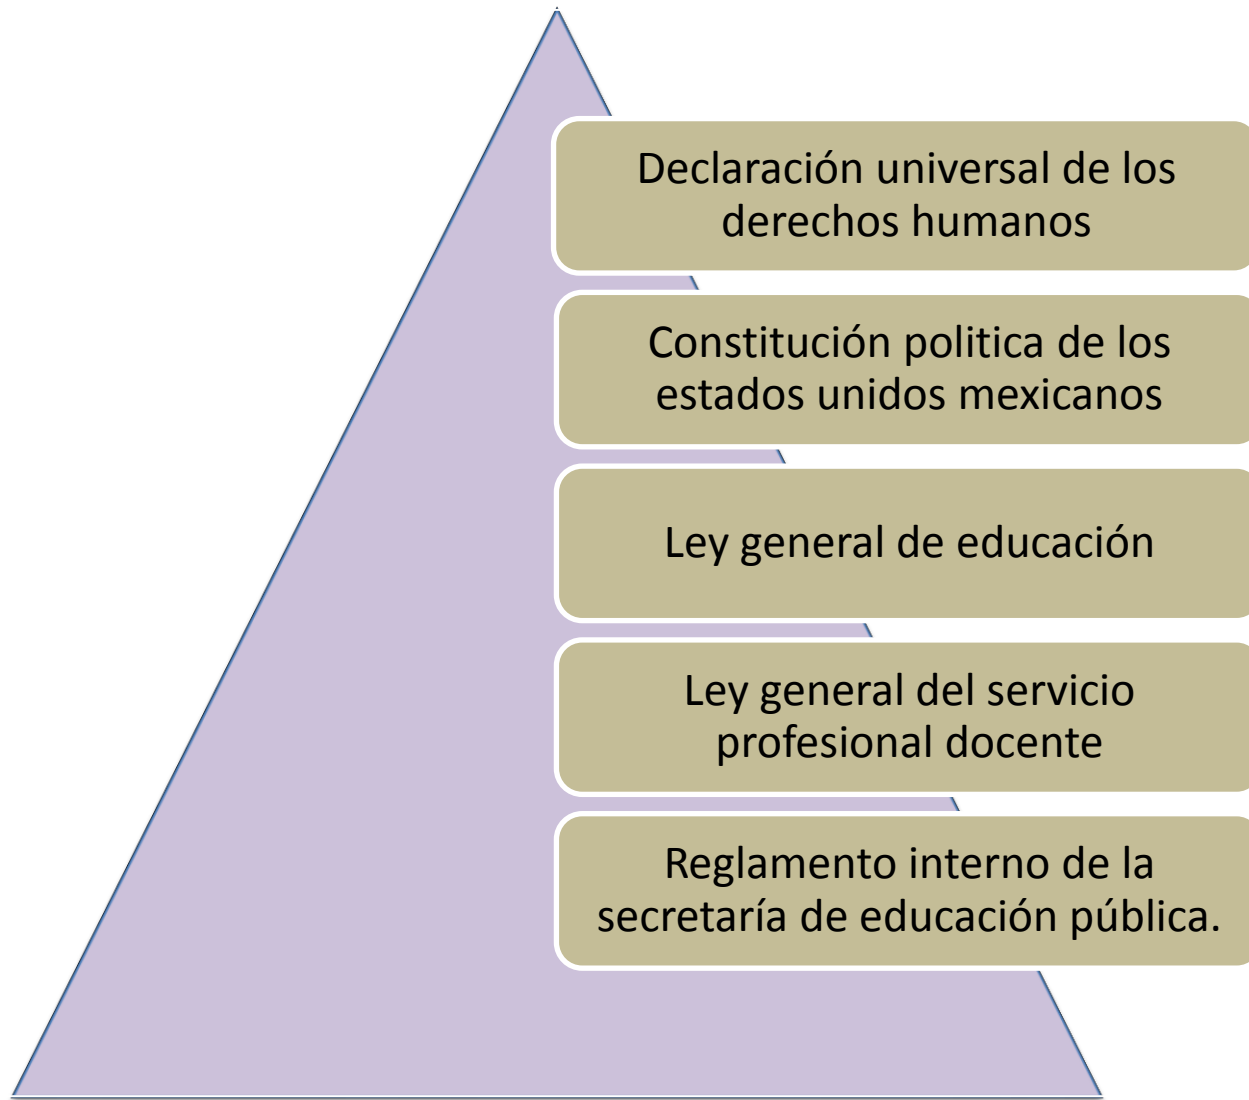 Declaración universal de los
derechos humanos
Constitución politica de los
estados unidos mexicanos
Ley general de educación
Ley general del servicio
profesional docente
Reglamento interno de la
secretaría de educación pública.